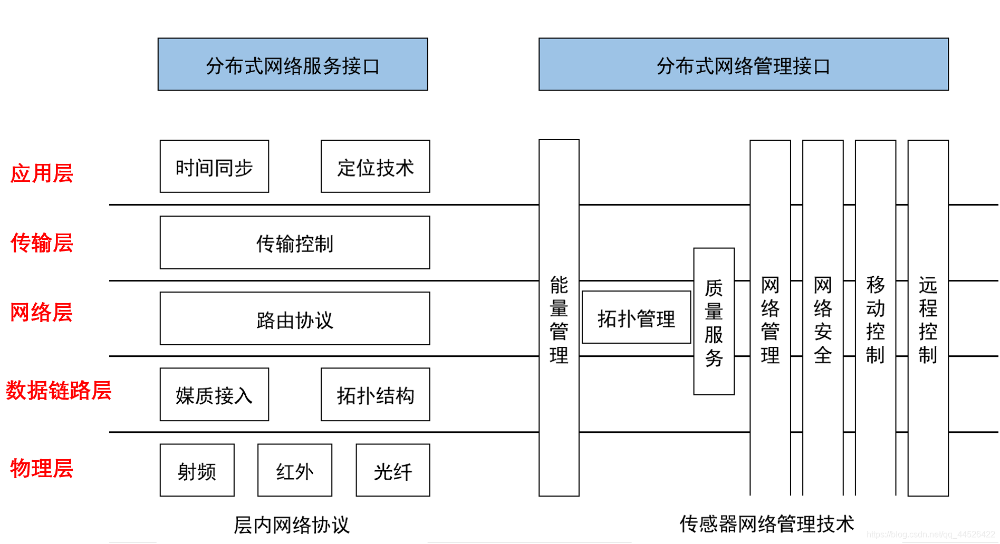 分布式网络服务接口
分布式网络管理接口
应用层
时间同步
定位技术
传输层
传输控制
网络层
路由协议
数据链路层
媒质接入
拓扑结构
物理层
射频
红外
光纤
能量管理
拓扑管理
质量服务
网络管理
网络安全
移动控制
远程控制
层内网络协议
传感器网络管理技术
https://blog.csdn.net/qq_44526422